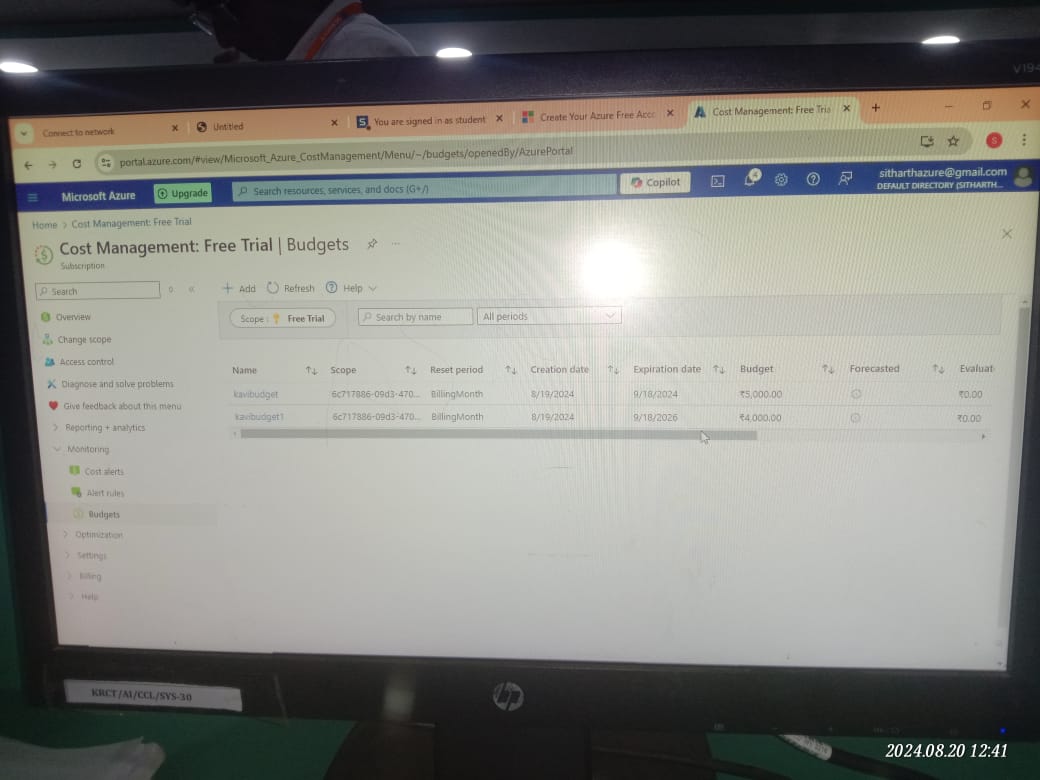 V194
Connect to network
Untitled
You are signed in as student
Create Your Azure Free Acco
Cost Management: Free Tria
portal.azure.com/#view/Microsoft_Azure_CostManagement/Menu/~/budgets/openedBy/AzurePortal
S
Microsoft Azure
Upgrade
Search resources, services, and docs (G+/)
Copilot
4
sitharthazure@gmail.com
DEFAULT DIRECTORY (SITHARTH...
Home > Cost Management: Free Trial
Cost Management: Free Trial | Budgets
Subscription
Search
Add Refresh Help
Scope : Free Trial
Search by name
All periods
Overview
Change scope
Access control
Diagnose and solve problems
Give feedback about this menu
Reporting + analytics
Monitoring
Cost alerts
Alert rules
Budgets
Optimization
Settings
Billing
Help
Name Scope Reset period Creation date Expiration date Budget Forecasted Evaluat
kavibudget 6c717886-09d3-470... BillingMonth 8/19/2024 9/18/2024 ₹5,000.00 ₹0.00
kavibudget1 6c717886-09d3-470... BillingMonth 8/19/2024 9/18/2026 ₹4,000.00 ₹0.00
KRCT/AI/CCL/SYS-30
hp
2024.08.20 12:41